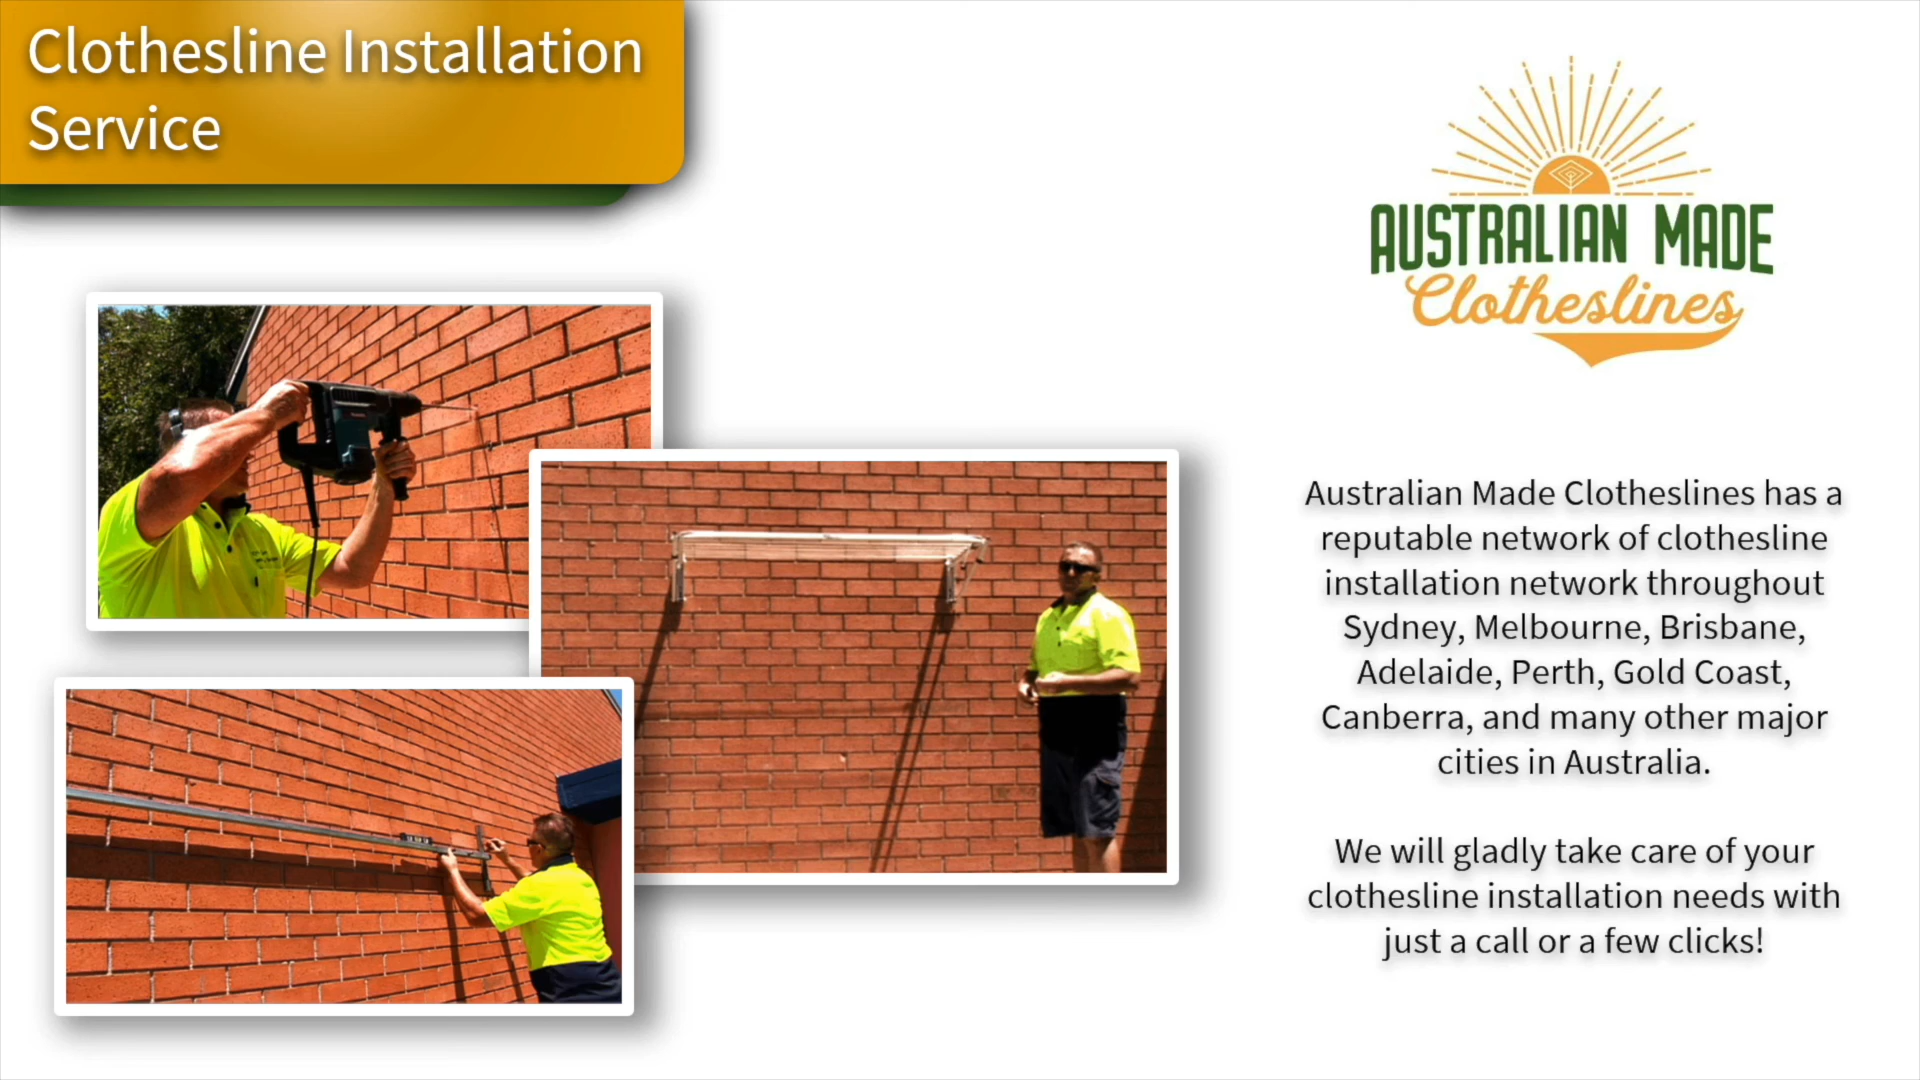 Clothesline Installation
Service
AUSTRALIAN MADE
Clotheslines
Australian Made Clotheslines has a
reputable network of clothesline
installation network throughout
Sydney, Melbourne, Brisbane,
Adelaide, Perth, Gold Coast,
Canberra, and many other major
cities in Australia.
We will gladly take care of your
clothesline installation needs with
just a call or a few clicks!